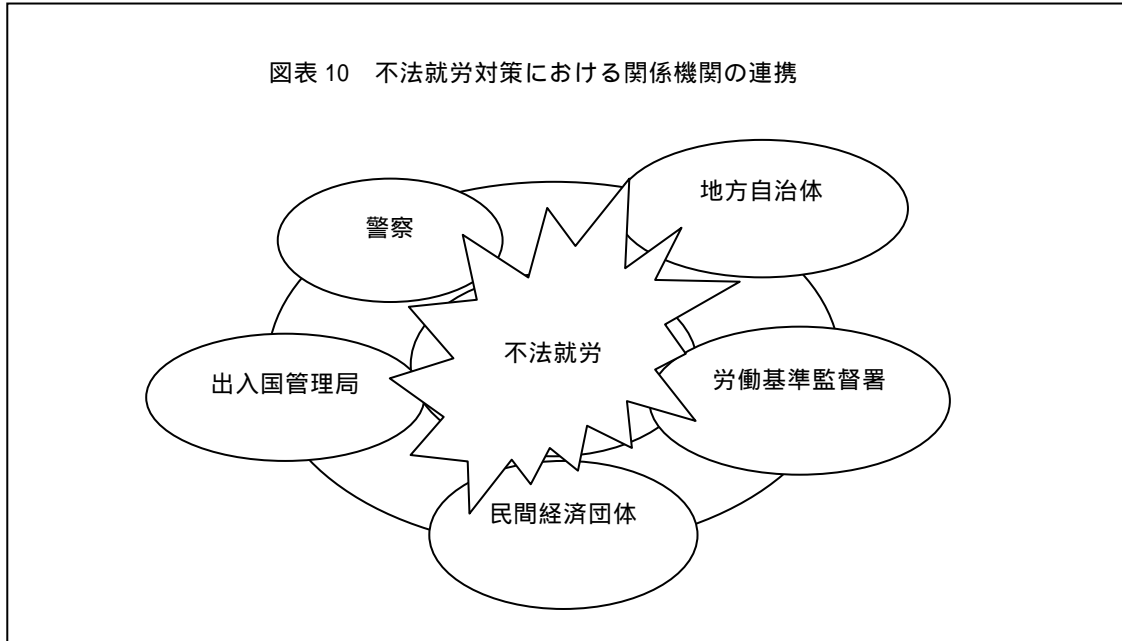 図表 10　不法就労対策における関係機関の連携
地方自治体
警察
不法就労
出入国管理局
労働基準監督署
民間経済団体